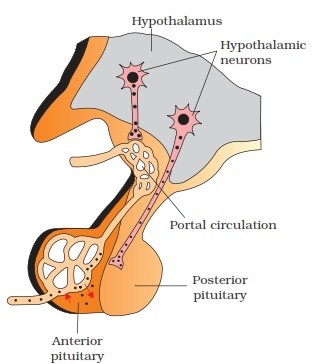 Hypothalamus
Hypothalamic
neurons
Portal circulation
Posterior
pituitary
Anterior
pituitary